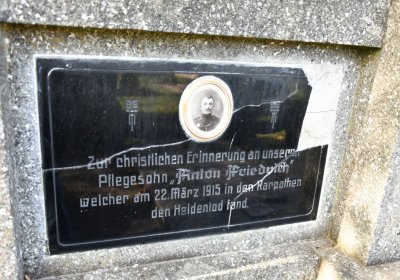 Zur christlichen Erinnerung an unseren
Pflegesohn „Anton Friedrich“
welcher am 22. März 1915 in den Karpathen
den Heldentod fand.